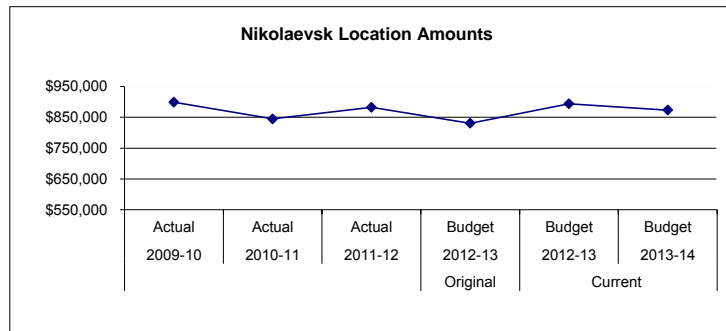 Nikolaevsk Location Amounts
$950,000
$850,000
$750,000
$650,000
$550,000
Actual Actual Actual Budget Budget Budget
2009-10 2010-11 2011-12 2012-13 2012-13 2013-14
Original Current